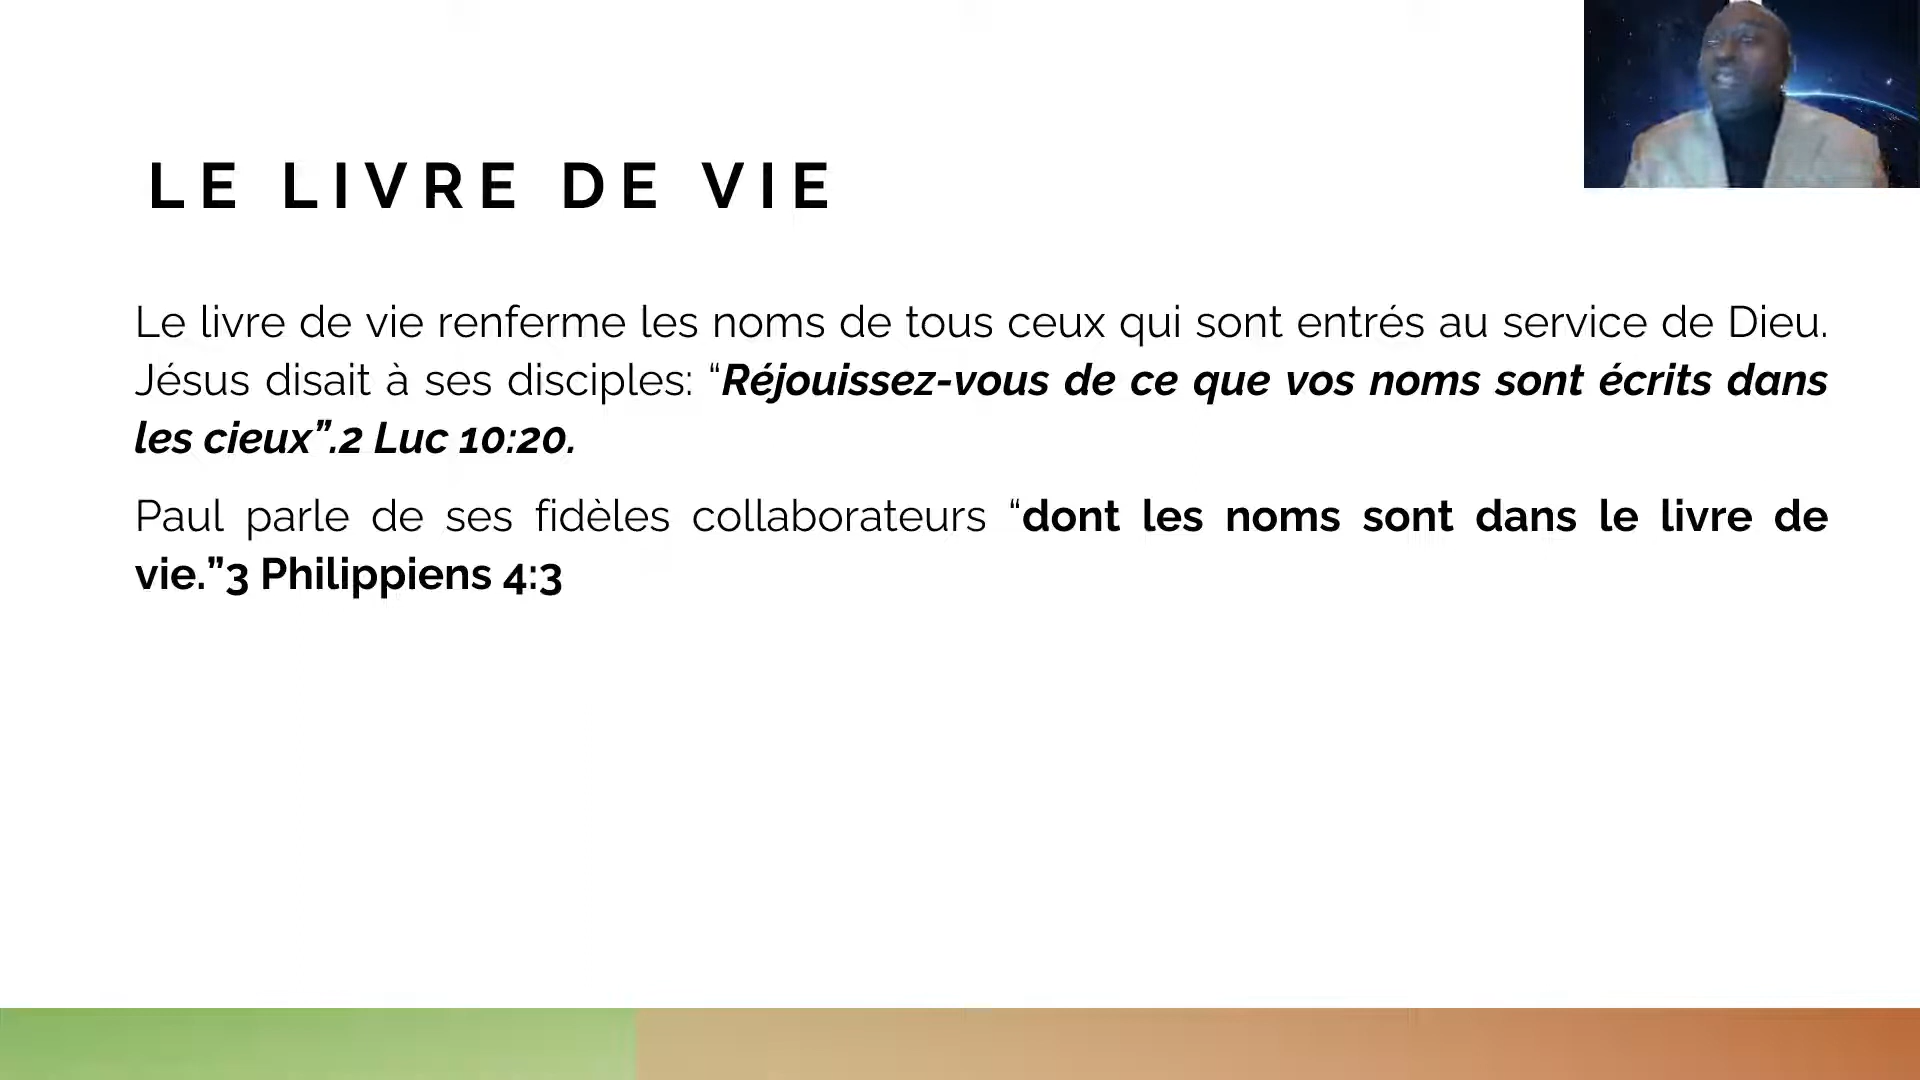 LE LIVRE DE VIE
Le livre de vie renferme les noms de tous ceux qui sont entrés au service de Dieu.
Jésus disait à ses disciples: “Réjouissez-vous de ce que vos noms sont écrits dans
les cieux”.2 Luc 10:20.
Paul parle de ses fidèles collaborateurs “dont les noms sont dans le livre de
vie.”3 Philippiens 4:3